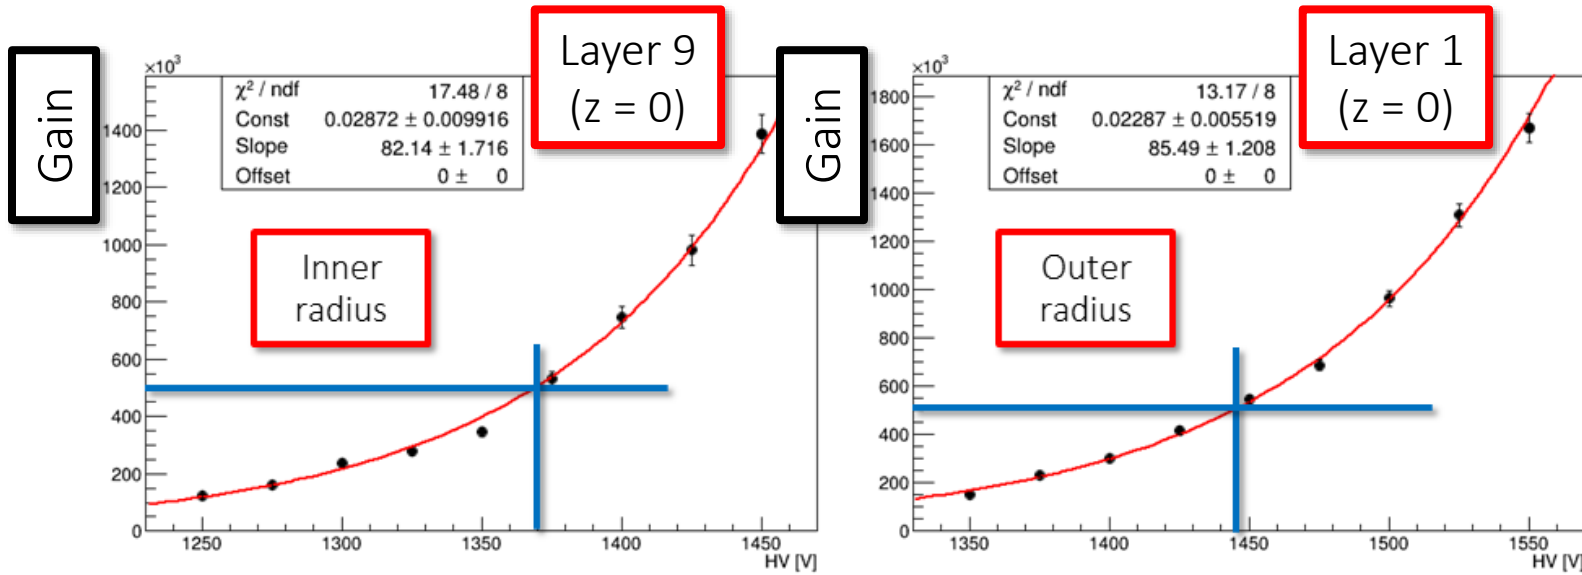 Gain
Layer 9
(z = 0)
×10³
χ² / ndf 17.48 / 8
Const 0.02872 ± 0.009916
Slope 82.14 ± 1.716
Offset 0 ± 0
Inner
radius
1400
1200
1000
800
600
400
200
0
1250 1300 1350 1400 1450
HV [V]
Gain
Layer 1
(z = 0)
×10³
χ² / ndf 13.17 / 8
Const 0.02287 ± 0.005519
Slope 85.49 ± 1.208
Offset 0 ± 0
Outer
radius
1800
1600
1400
1200
1000
800
600
400
200
0
1350 1400 1450 1500 1550
HV [V]